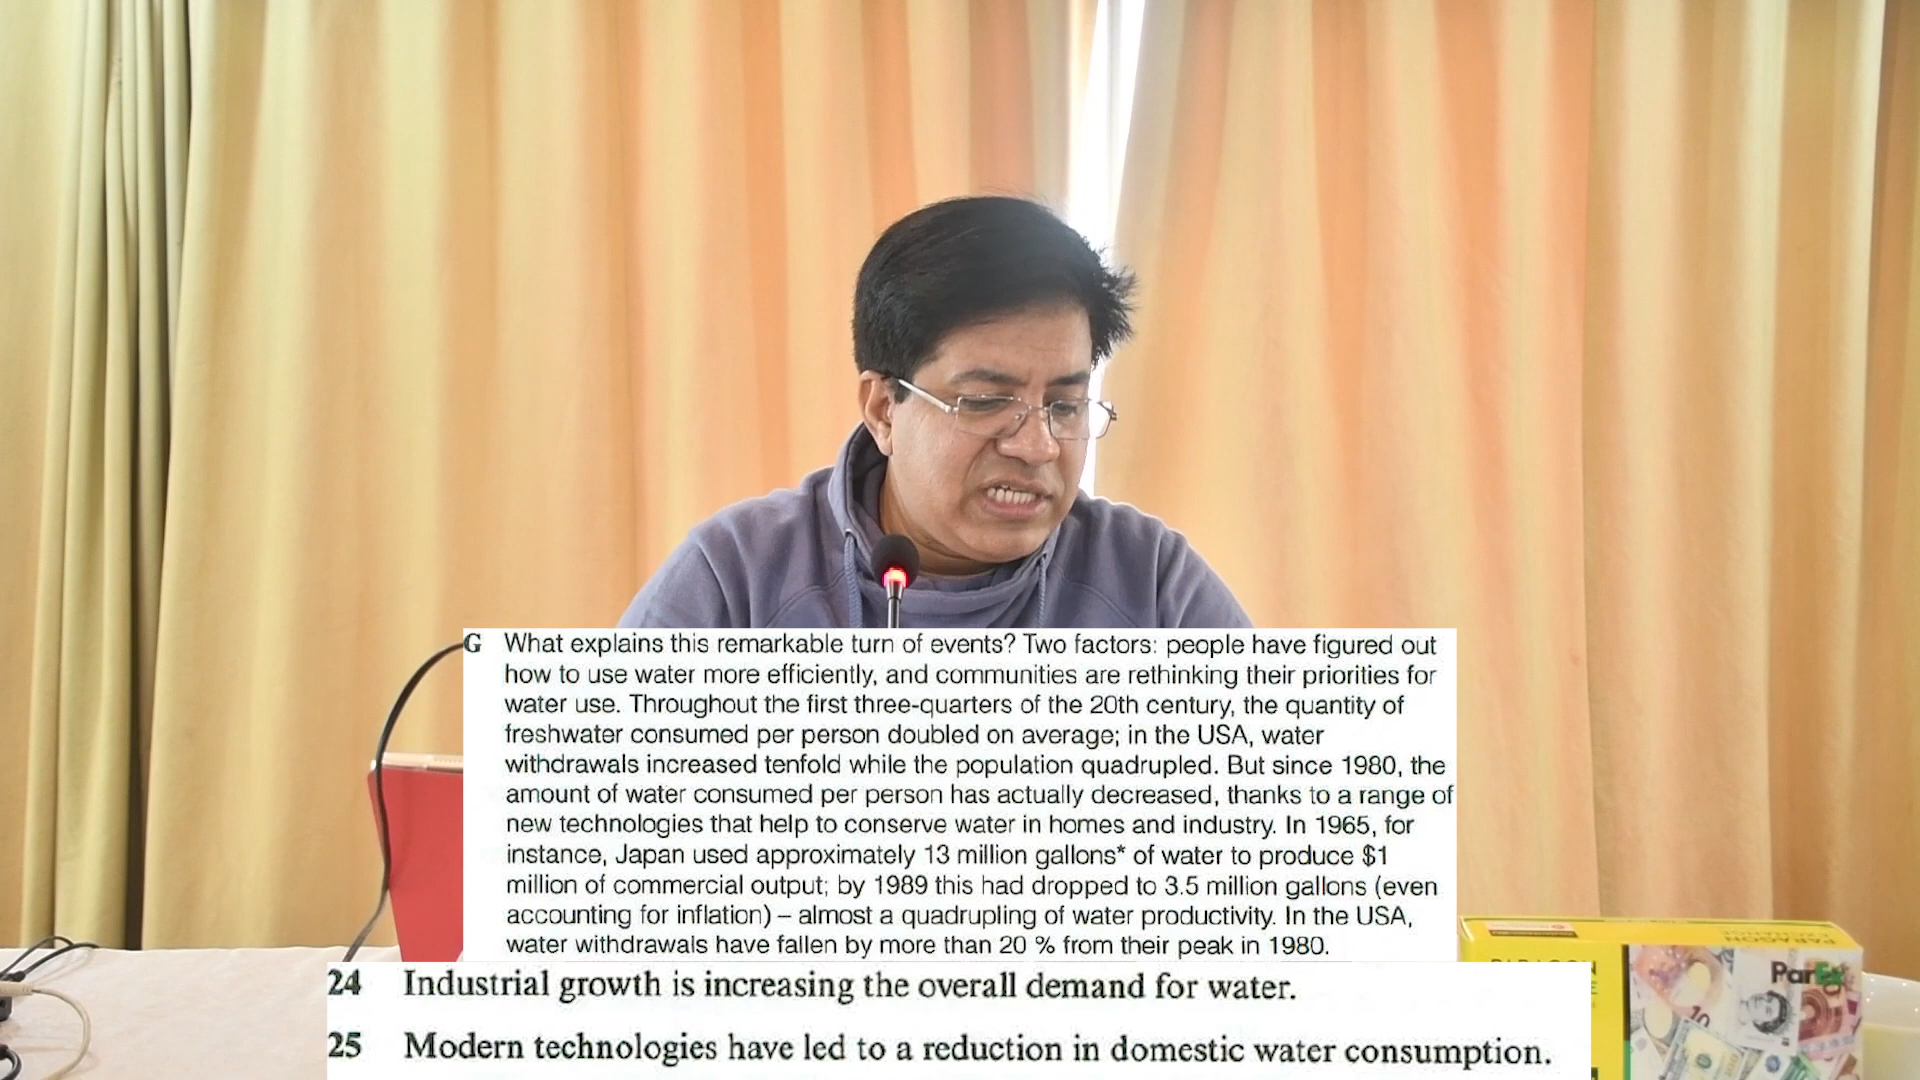 G What explains this remarkable turn of events? Two factors: people have figured out
how to use water more efficiently, and communities are rethinking their priorities for
water use. Throughout the first three-quarters of the 20th century, the quantity of
freshwater consumed per person doubled on average; in the USA, water
withdrawals increased tenfold while the population quadrupled. But since 1980, the
amount of water consumed per person has actually decreased, thanks to a range of
new technologies that help to conserve water in homes and industry. In 1965, for
instance, Japan used approximately 13 million gallons* of water to produce $1
million of commercial output; by 1989 this had dropped to 3.5 million gallons (even
accounting for inflation) – almost a quadrupling of water productivity. In the USA,
water withdrawals have fallen by more than 20 % from their peak in 1980.
24 Industrial growth is increasing the overall demand for water.
25 Modern technologies have led to a reduction in domestic water consumption.
PARAGON
EXCHANGE
PARAGON
ParEx
10